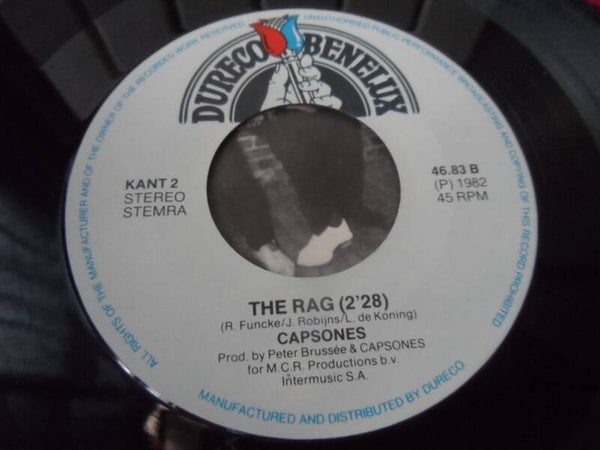 DURECO BENELUX
ALL RIGHTS OF THE MANUFACTURER AND OF THE OWNER OF THE RECORDED WORK RESERVED
UNAUTHORISED PUBLIC PERFORMANCE BROADCASTING AND COPYING OF THIS RECORD PROHIBITED
KANT 2
STEREO
STEMRA
46.83 B
(P) 1982
45 RPM
THE RAG (2'28)
(R. Funcke/J. Robijns/L. de Koning)
CAPSONES
Prod. by Peter Brussée & CAPSONES
for M.C.R. Productions b.v.
Intermusic S.A.
MANUFACTURED AND DISTRIBUTED BY DURECO.